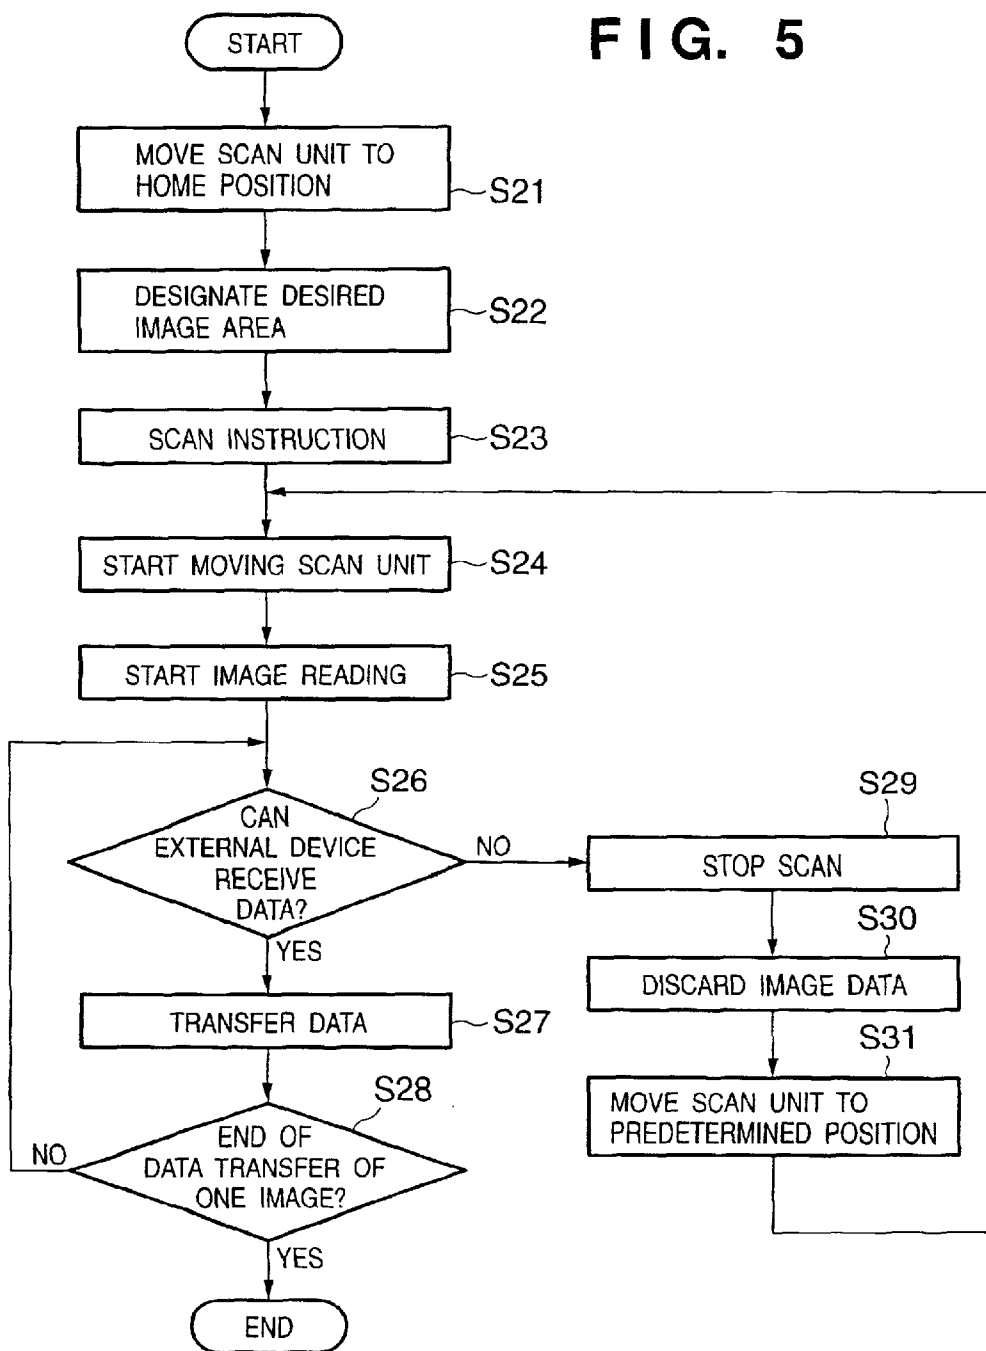 FIG. 5
START
MOVE SCAN UNIT TO
HOME POSITION
S21
DESIGNATE DESIRED
IMAGE AREA
S22
SCAN INSTRUCTION
S23
START MOVING SCAN UNIT
S24
START IMAGE READING
S25
S26
CAN
EXTERNAL DEVICE
RECEIVE
DATA?
NO
YES
TRANSFER DATA
S27
S28
END OF
DATA TRANSFER OF
ONE IMAGE?
NO
YES
END
S29
STOP SCAN
S30
DISCARD IMAGE DATA
S31
MOVE SCAN UNIT TO
PREDETERMINED POSITION